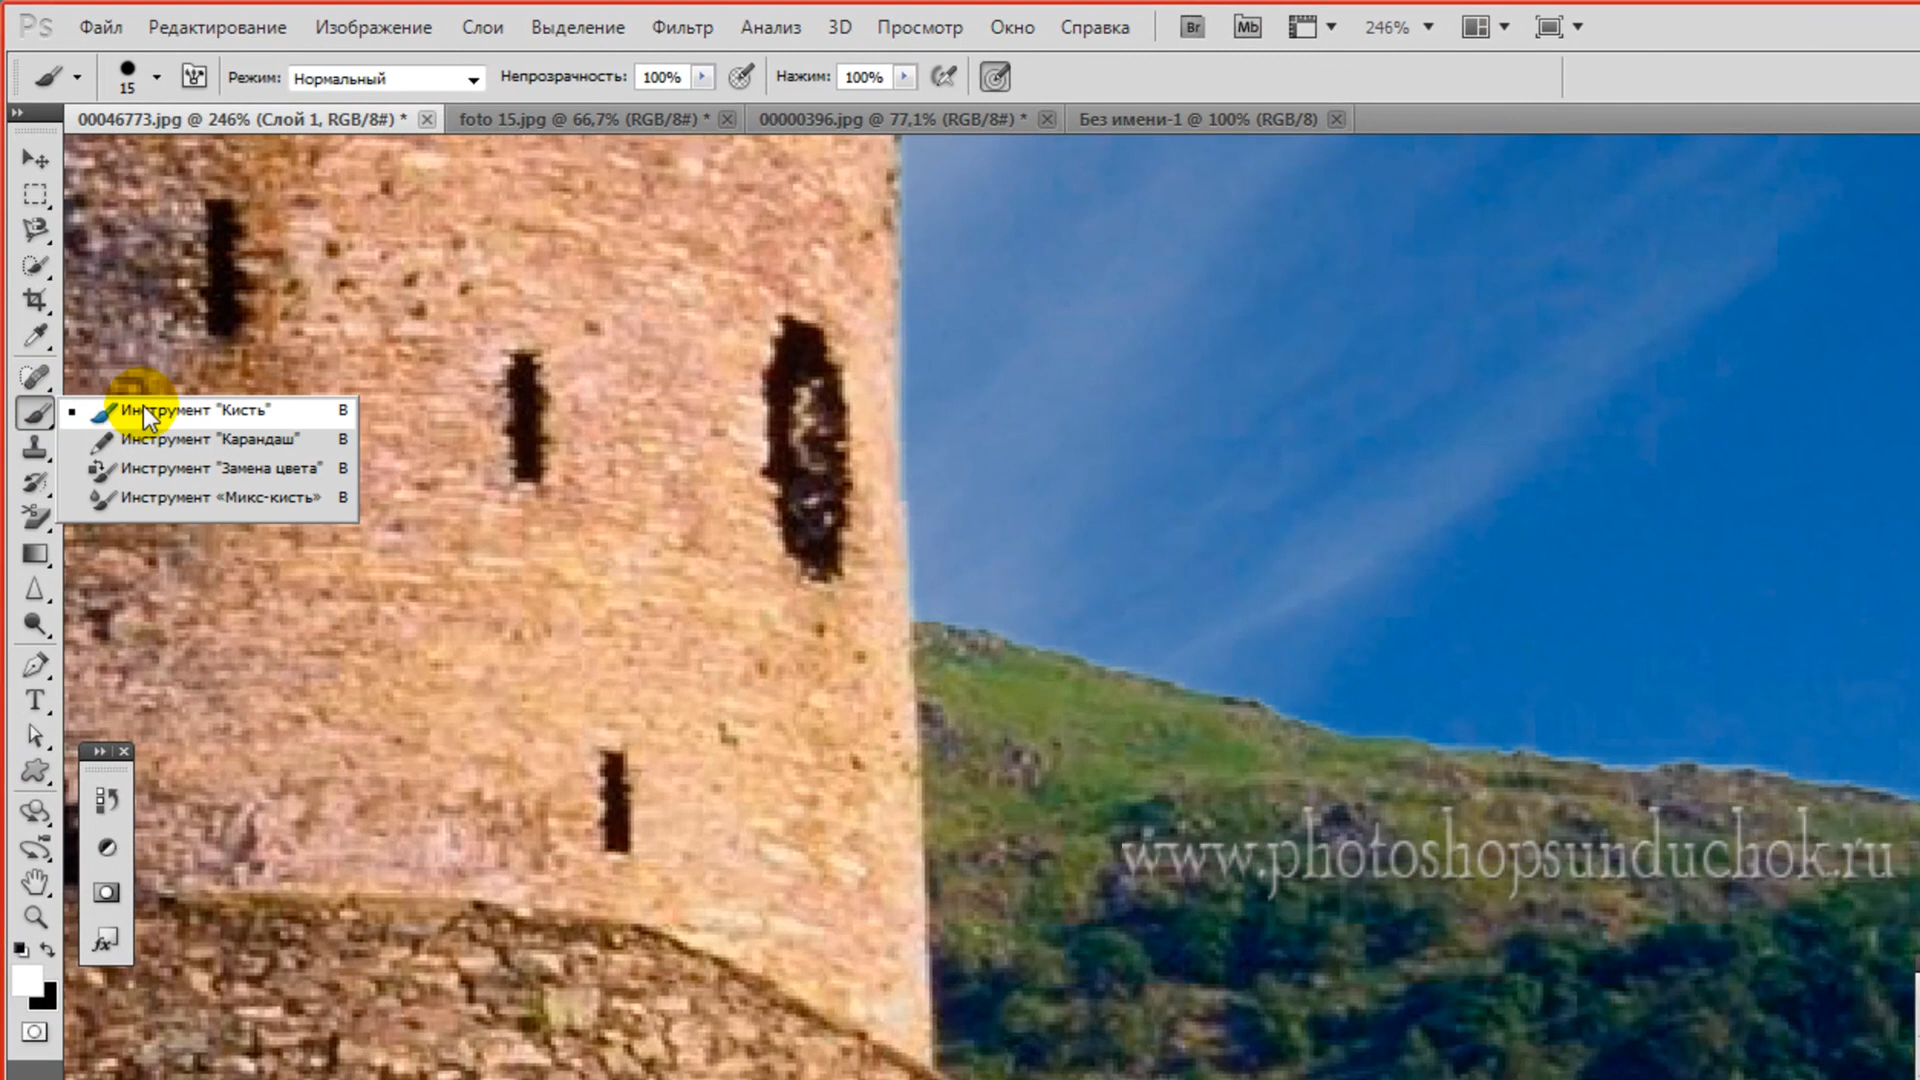 Ps Файл Редактирование Изображение Слои Выделение Фильтр Анализ 3D Просмотр Окно Справка Br Mb 246%
15 Режим: Нормальный Непрозрачность: 100% Нажим: 100%
00046773.jpg @ 246% (Слой 1, RGB/8#) * foto 15.jpg @ 66,7% (RGB/8#) * 00000396.jpg @ 77,1% (RGB/8#) * Без имени-1 @ 100% (RGB/8)
Инструмент "Кисть" B
Инструмент "Карандаш" B
Инструмент "Замена цвета" B
Инструмент «Микс-кисть» B
T
www.photoshopsunduchok.ru
fx